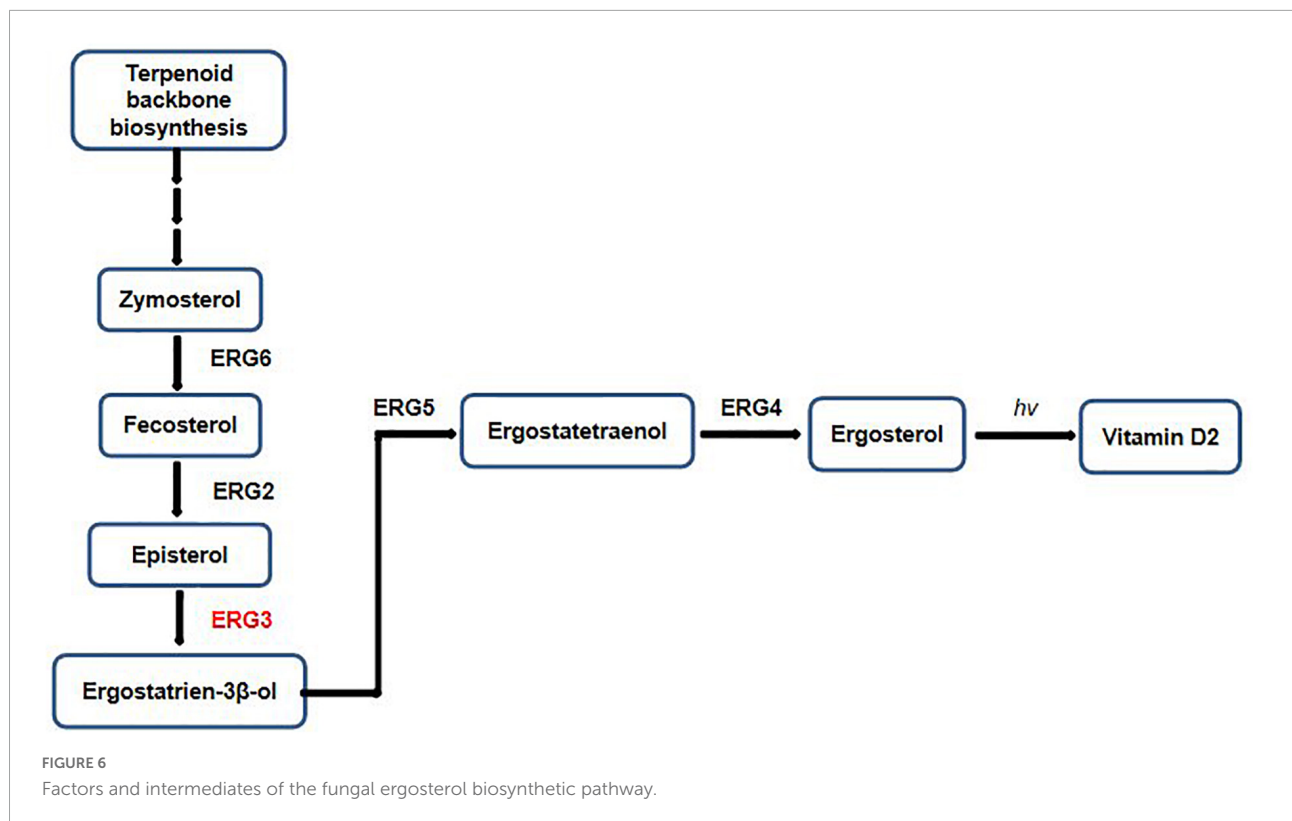 Terpenoid
backbone
biosynthesis
Zymosterol
ERG6
Fecosterol
ERG2
Episterol
ERG3
Ergostatrien-3β-ol
ERG5
Ergostatetraenol
ERG4
Ergosterol
hv
Vitamin D2
FIGURE 6
Factors and intermediates of the fungal ergosterol biosynthetic pathway.